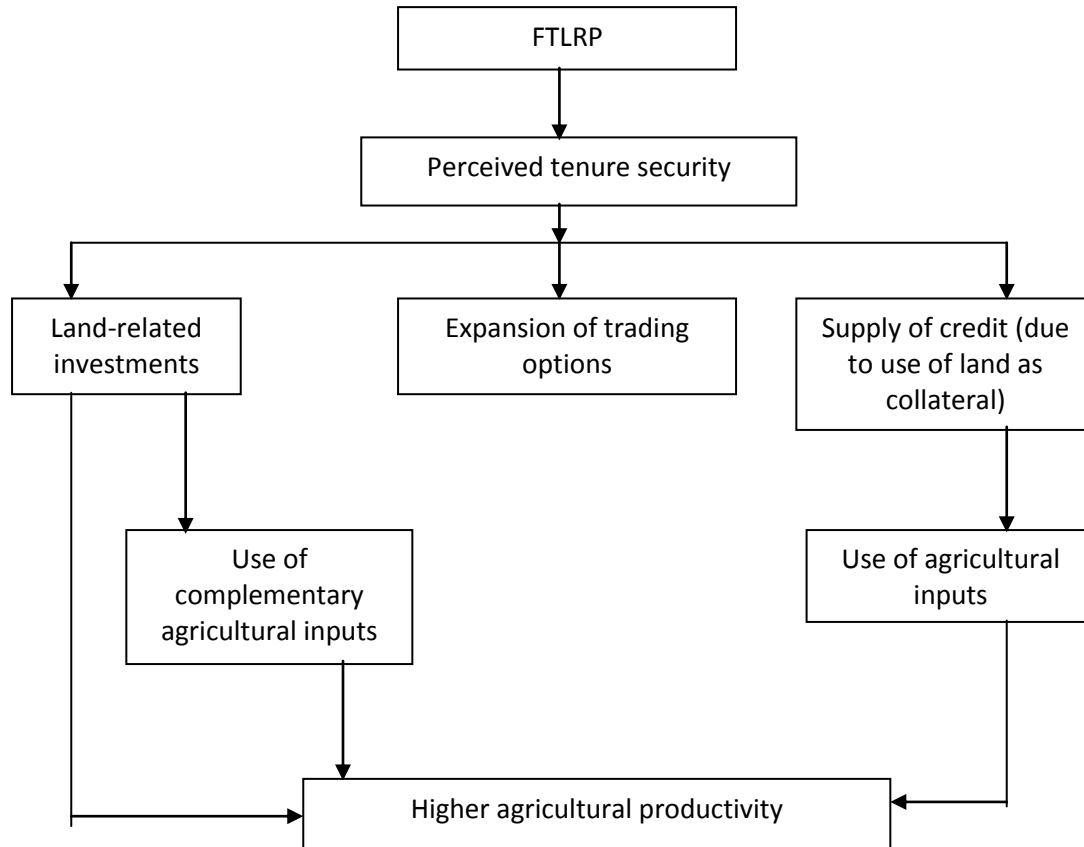 FTLRP
Perceived tenure security
Land-related
investments
Expansion of trading
options
Supply of credit (due
to use of land as
collateral)
Use of
complementary
agricultural inputs
Use of agricultural
inputs
Higher agricultural productivity